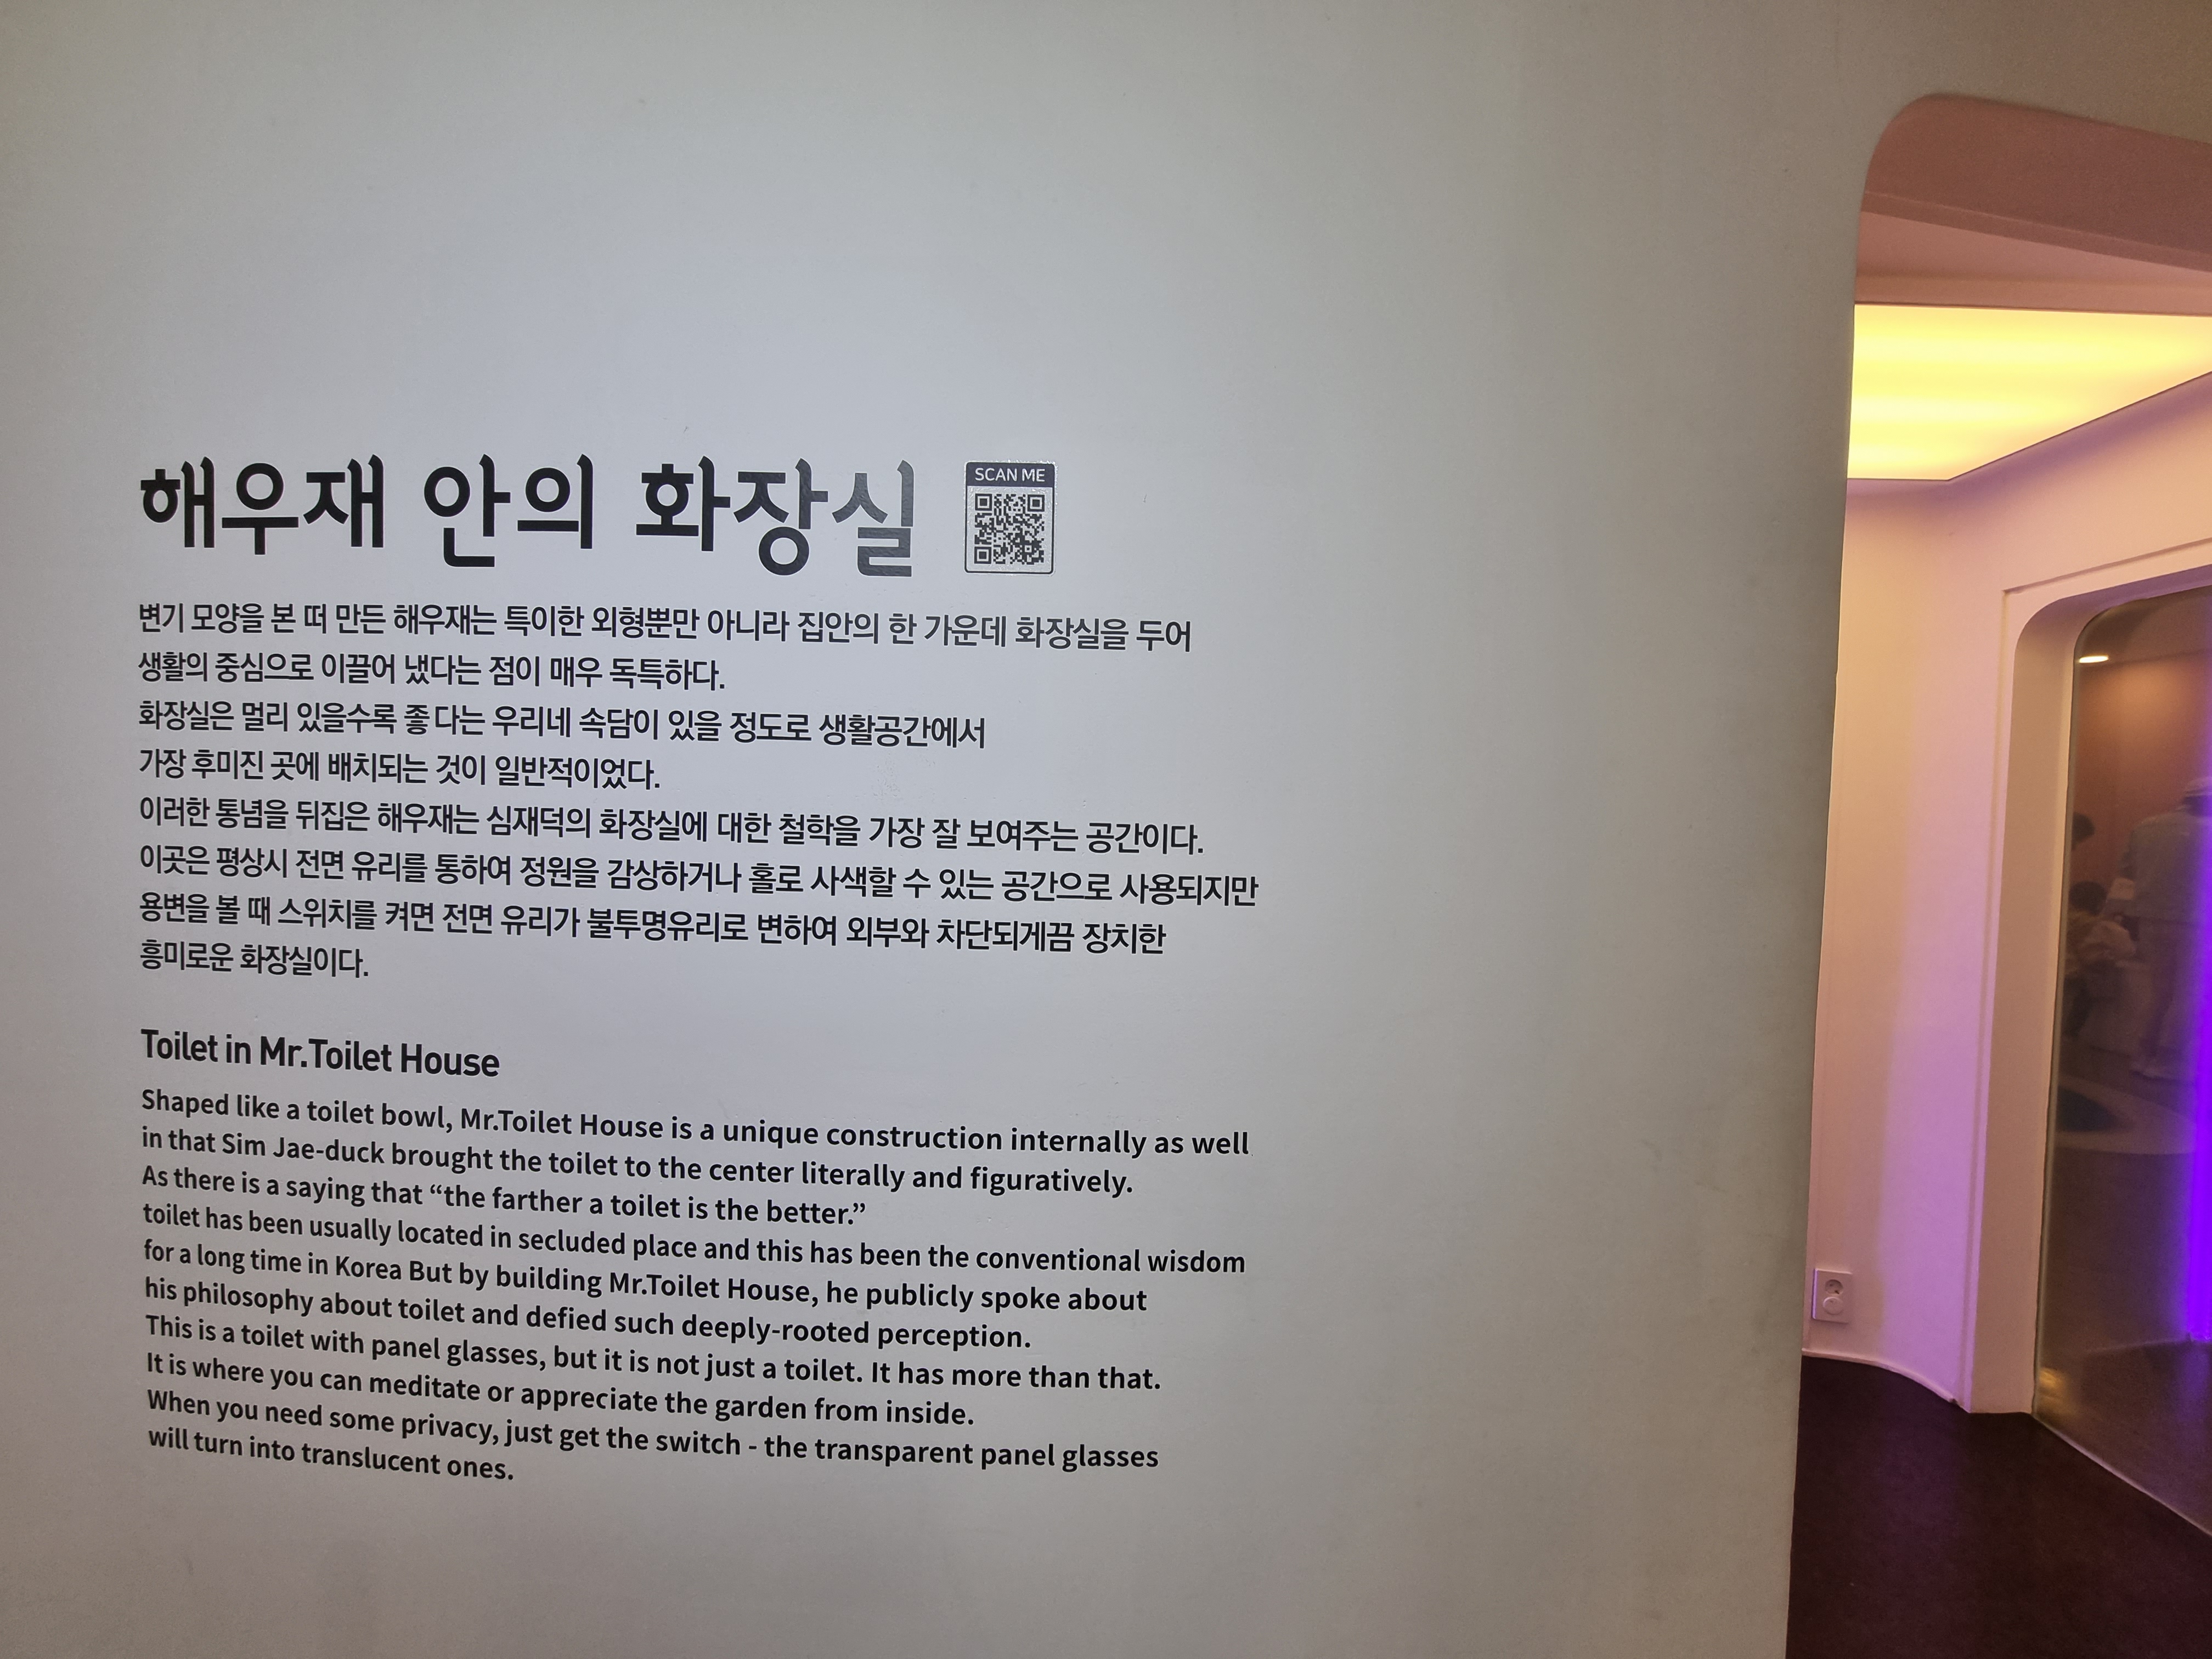 해우재 안의 화장실
SCAN ME
변기 모양을 본 떠 만든 해우재는 특이한 외형뿐만 아니라 집안의 한 가운데 화장실을 두어
생활의 중심으로 이끌어 냈다는 점이 매우 독특하다.
화장실은 멀리 있을수록 좋다는 우리네 속담이 있을 정도로 생활공간에서
가장 후미진 곳에 배치되는 것이 일반적이었다.
이러한 통념을 뒤집은 해우재는 심재덕의 화장실에 대한 철학을 가장 잘 보여주는 공간이다.
이곳은 평상시 전면 유리를 통하여 정원을 감상하거나 홀로 사색할 수 있는 공간으로 사용되지만
용변을 볼 때 스위치를 켜면 전면 유리가 불투명유리로 변하여 외부와 차단되게끔 장치한
흥미로운 화장실이다.
Toilet in Mr.Toilet House
Shaped like a toilet bowl, Mr.Toilet House is a unique construction internally as well
in that Sim Jae-duck brought the toilet to the center literally and figuratively.
As there is a saying that “the farther a toilet is the better.”
toilet has been usually located in secluded place and this has been the conventional wisdom
for a long time in Korea But by building Mr.Toilet House, he publicly spoke about
his philosophy about toilet and defied such deeply-rooted perception.
This is a toilet with panel glasses, but it is not just a toilet. It has more than that.
It is where you can meditate or appreciate the garden from inside.
When you need some privacy, just get the switch - the transparent panel glasses
will turn into translucent ones.